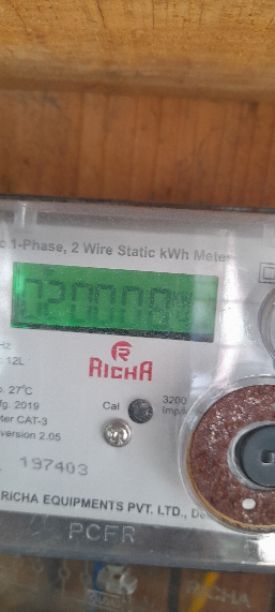 1-Phase, 2 Wire Static kWh Meter
R
RICHA
Hz
12L
27°C
2019
CAT-3
version 2.05
Cal
3200
197403
RICHA EQUIPMENTS PVT. LTD.,
PCFR
RICHA